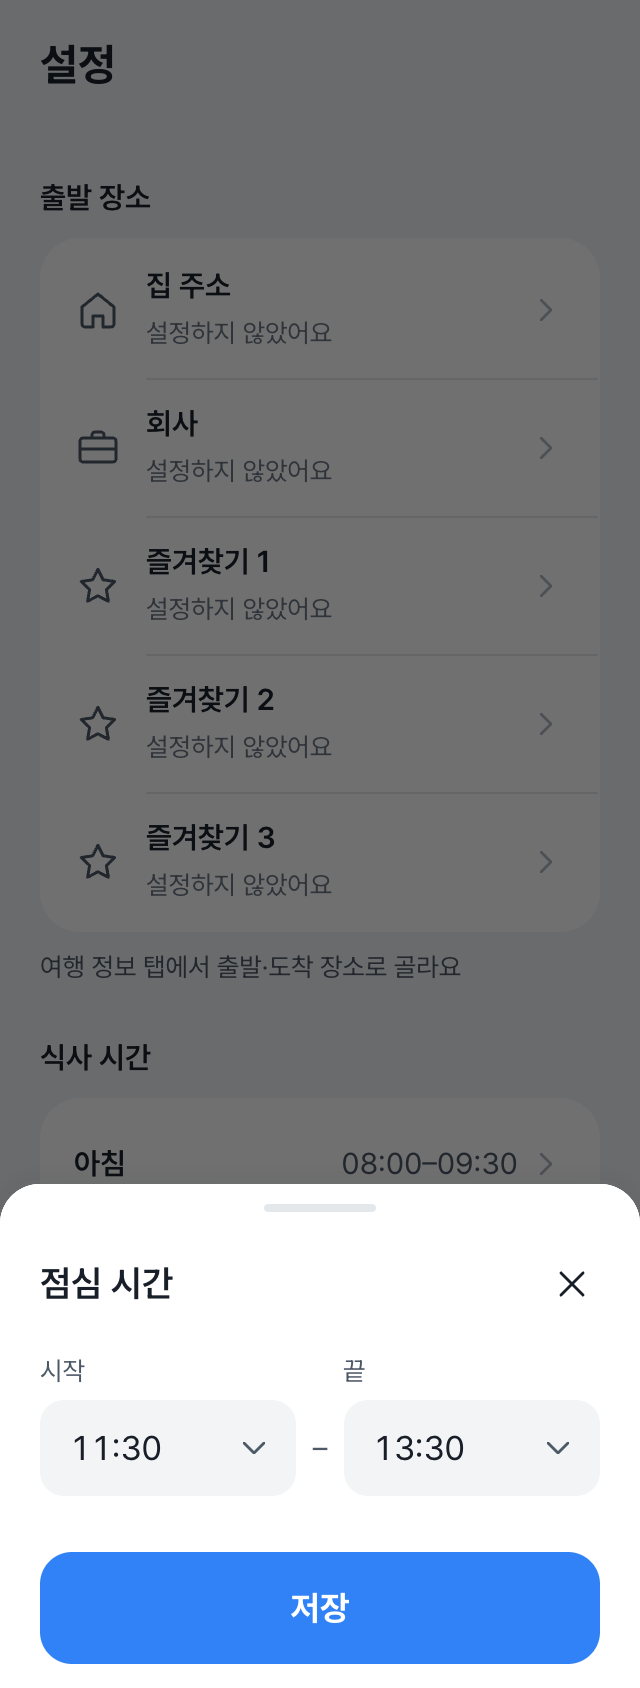 설정
출발 장소
집 주소
설정하지 않았어요
회사
설정하지 않았어요
즐겨찾기 1
설정하지 않았어요
즐겨찾기 2
설정하지 않았어요
즐겨찾기 3
설정하지 않았어요
여행 정보 탭에서 출발·도착 장소로 골라요
식사 시간
아침 08:00–09:30
점심 시간
시작 끝
11:30 – 13:30
저장